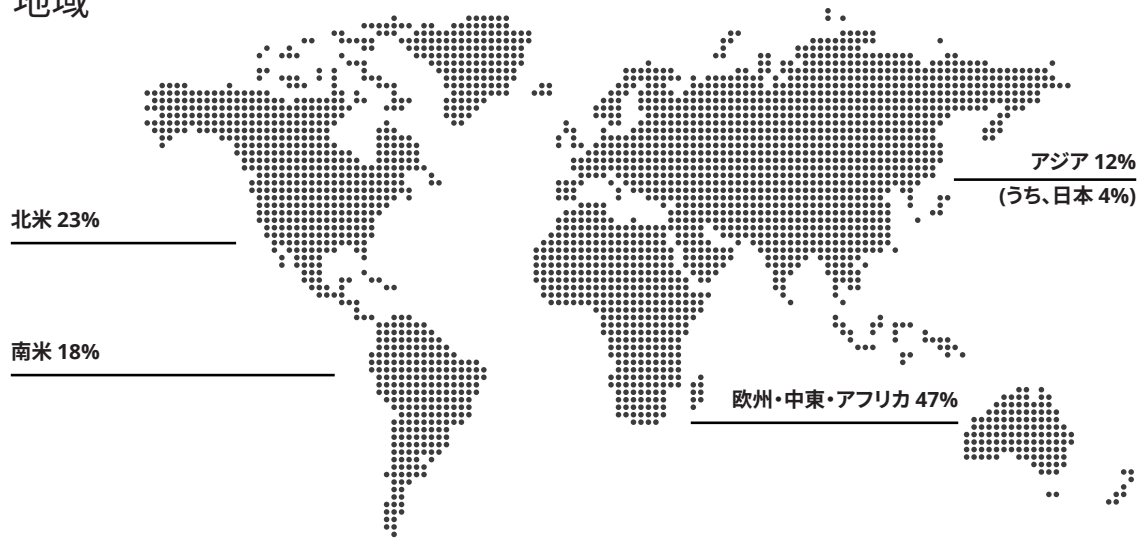 地域
アジア 12%
(うち、日本 4%)
北米 23%
南米 18%
欧州・中東・アフリカ 47%